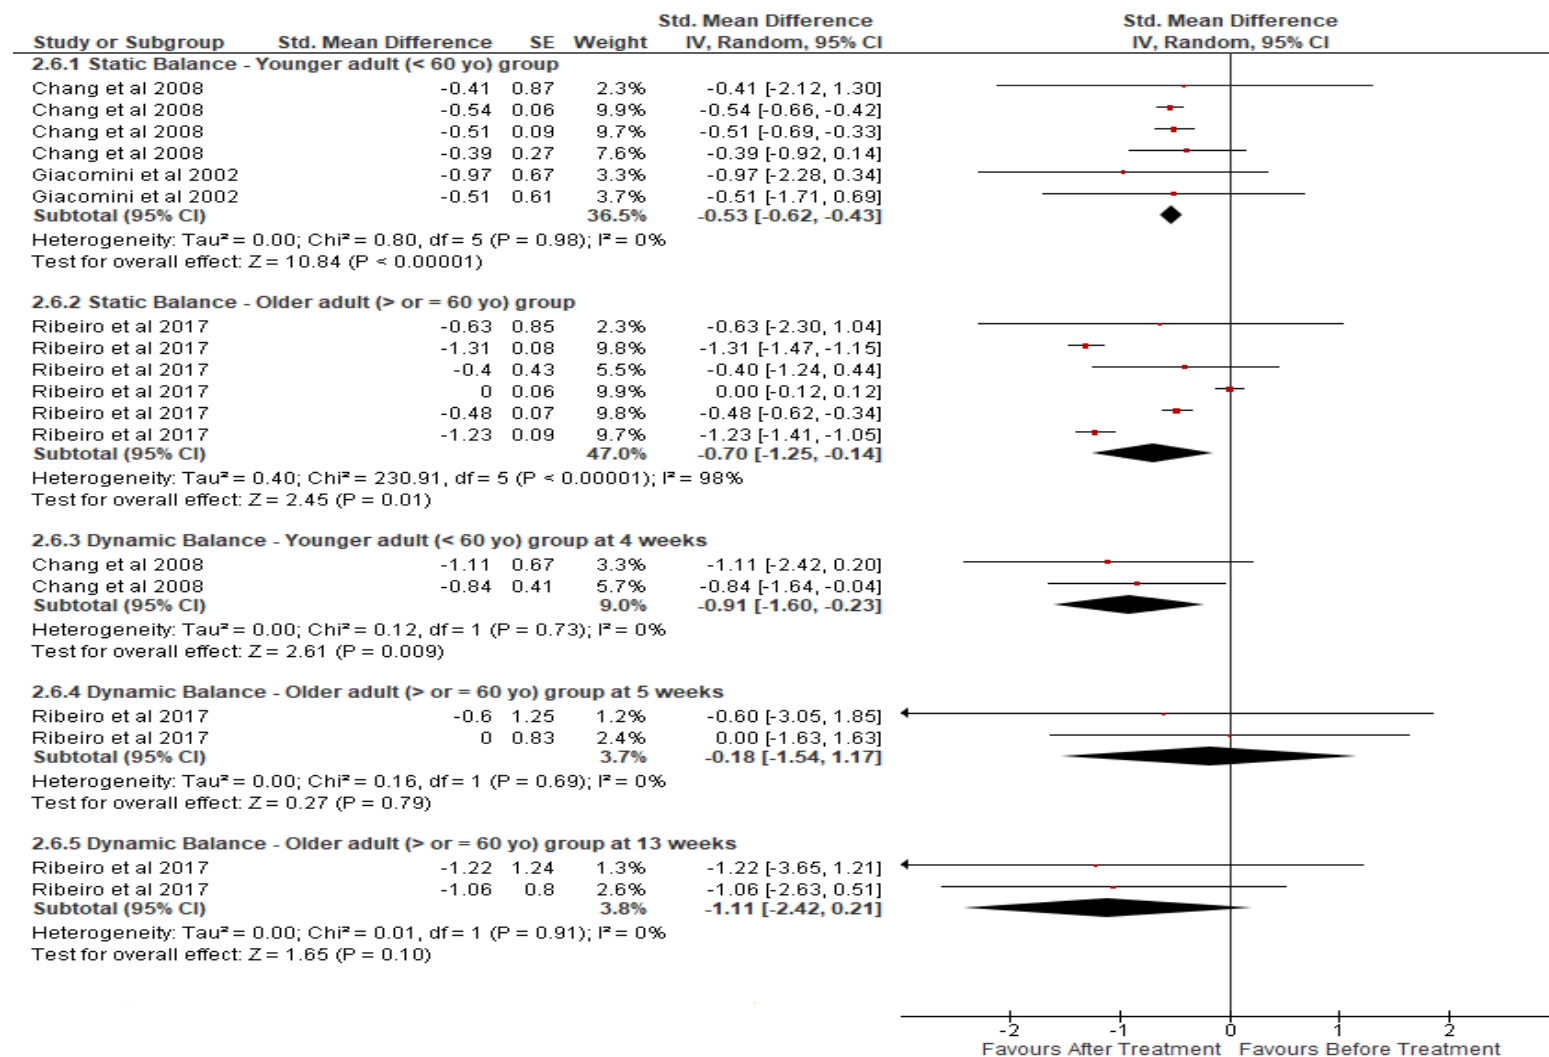 Std. Mean Difference Std. Mean Difference
Study or Subgroup Std. Mean Difference SE Weight IV, Random, 95% CI IV, Random, 95% CI
2.6.1 Static Balance - Younger adult (< 60 yo) group
Chang et al 2008 -0.41 0.87 2.3% -0.41 [-2.12, 1.30]
Chang et al 2008 -0.54 0.06 9.9% -0.54 [-0.66, -0.42]
Chang et al 2008 -0.51 0.09 9.7% -0.51 [-0.69, -0.33]
Chang et al 2008 -0.39 0.27 7.6% -0.39 [-0.92, 0.14]
Giacomini et al 2002 -0.97 0.67 3.3% -0.97 [-2.28, 0.34]
Giacomini et al 2002 -0.51 0.61 3.7% -0.51 [-1.71, 0.69]
Subtotal (95% CI) 36.5% -0.53 [-0.62, -0.43]
Heterogeneity: Tau² = 0.00; Chi² = 0.80, df = 5 (P = 0.98); I² = 0%
Test for overall effect: Z = 10.84 (P < 0.00001)
2.6.2 Static Balance - Older adult (> or = 60 yo) group
Ribeiro et al 2017 -0.63 0.85 2.3% -0.63 [-2.30, 1.04]
Ribeiro et al 2017 -1.31 0.08 9.8% -1.31 [-1.47, -1.15]
Ribeiro et al 2017 -0.4 0.43 5.5% -0.40 [-1.24, 0.44]
Ribeiro et al 2017 0 0.06 9.9% 0.00 [-0.12, 0.12]
Ribeiro et al 2017 -0.48 0.07 9.8% -0.48 [-0.62, -0.34]
Ribeiro et al 2017 -1.23 0.09 9.7% -1.23 [-1.41, -1.05]
Subtotal (95% CI) 47.0% -0.70 [-1.25, -0.14]
Heterogeneity: Tau² = 0.40; Chi² = 230.91, df = 5 (P < 0.00001); I² = 98%
Test for overall effect: Z = 2.45 (P = 0.01)
2.6.3 Dynamic Balance - Younger adult (< 60 yo) group at 4 weeks
Chang et al 2008 -1.11 0.67 3.3% -1.11 [-2.42, 0.20]
Chang et al 2008 -0.84 0.41 5.7% -0.84 [-1.64, -0.04]
Subtotal (95% CI) 9.0% -0.91 [-1.60, -0.23]
Heterogeneity: Tau² = 0.00; Chi² = 0.12, df = 1 (P = 0.73); I² = 0%
Test for overall effect: Z = 2.61 (P = 0.009)
2.6.4 Dynamic Balance - Older adult (> or = 60 yo) group at 5 weeks
Ribeiro et al 2017 -0.6 1.25 1.2% -0.60 [-3.05, 1.85]
Ribeiro et al 2017 0 0.83 2.4% 0.00 [-1.63, 1.63]
Subtotal (95% CI) 3.7% -0.18 [-1.54, 1.17]
Heterogeneity: Tau² = 0.00; Chi² = 0.16, df = 1 (P = 0.69); I² = 0%
Test for overall effect: Z = 0.27 (P = 0.79)
2.6.5 Dynamic Balance - Older adult (> or = 60 yo) group at 13 weeks
Ribeiro et al 2017 -1.22 1.24 1.3% -1.22 [-3.65, 1.21]
Ribeiro et al 2017 -1.06 0.8 2.6% -1.06 [-2.63, 0.51]
Subtotal (95% CI) 3.8% -1.11 [-2.42, 0.21]
Heterogeneity: Tau² = 0.00; Chi² = 0.01, df = 1 (P = 0.91); I² = 0%
Test for overall effect: Z = 1.65 (P = 0.10)
-2 -1 0 1 2
Favours After Treatment Favours Before Treatment